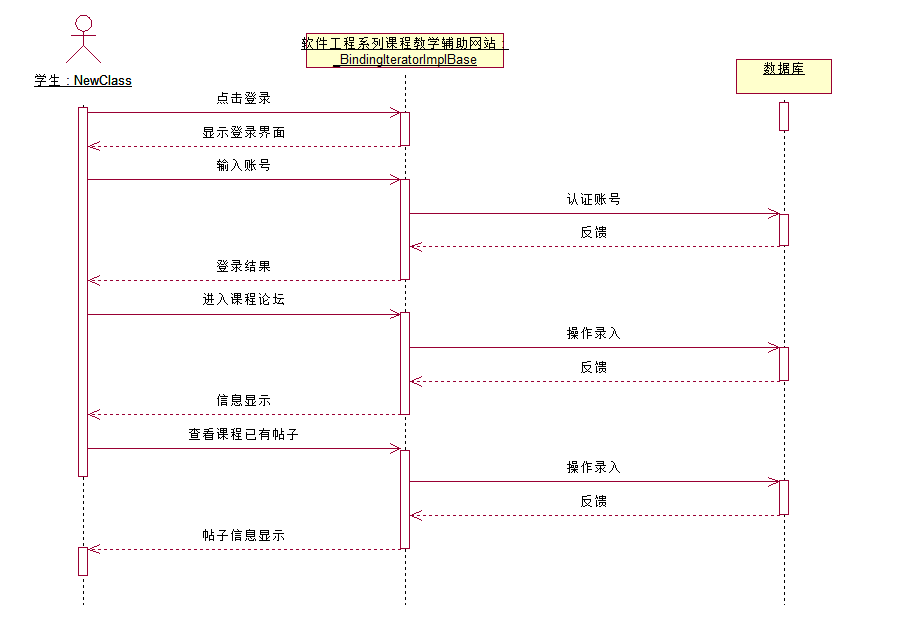 软件工程系列课程教学辅助网站 :
_BindingIteratorImplBase
数据库
学生 : NewClass
点击登录
显示登录界面
输入账号
认证账号
反馈
登录结果
进入课程论坛
操作录入
反馈
信息显示
查看课程已有帖子
操作录入
反馈
帖子信息显示